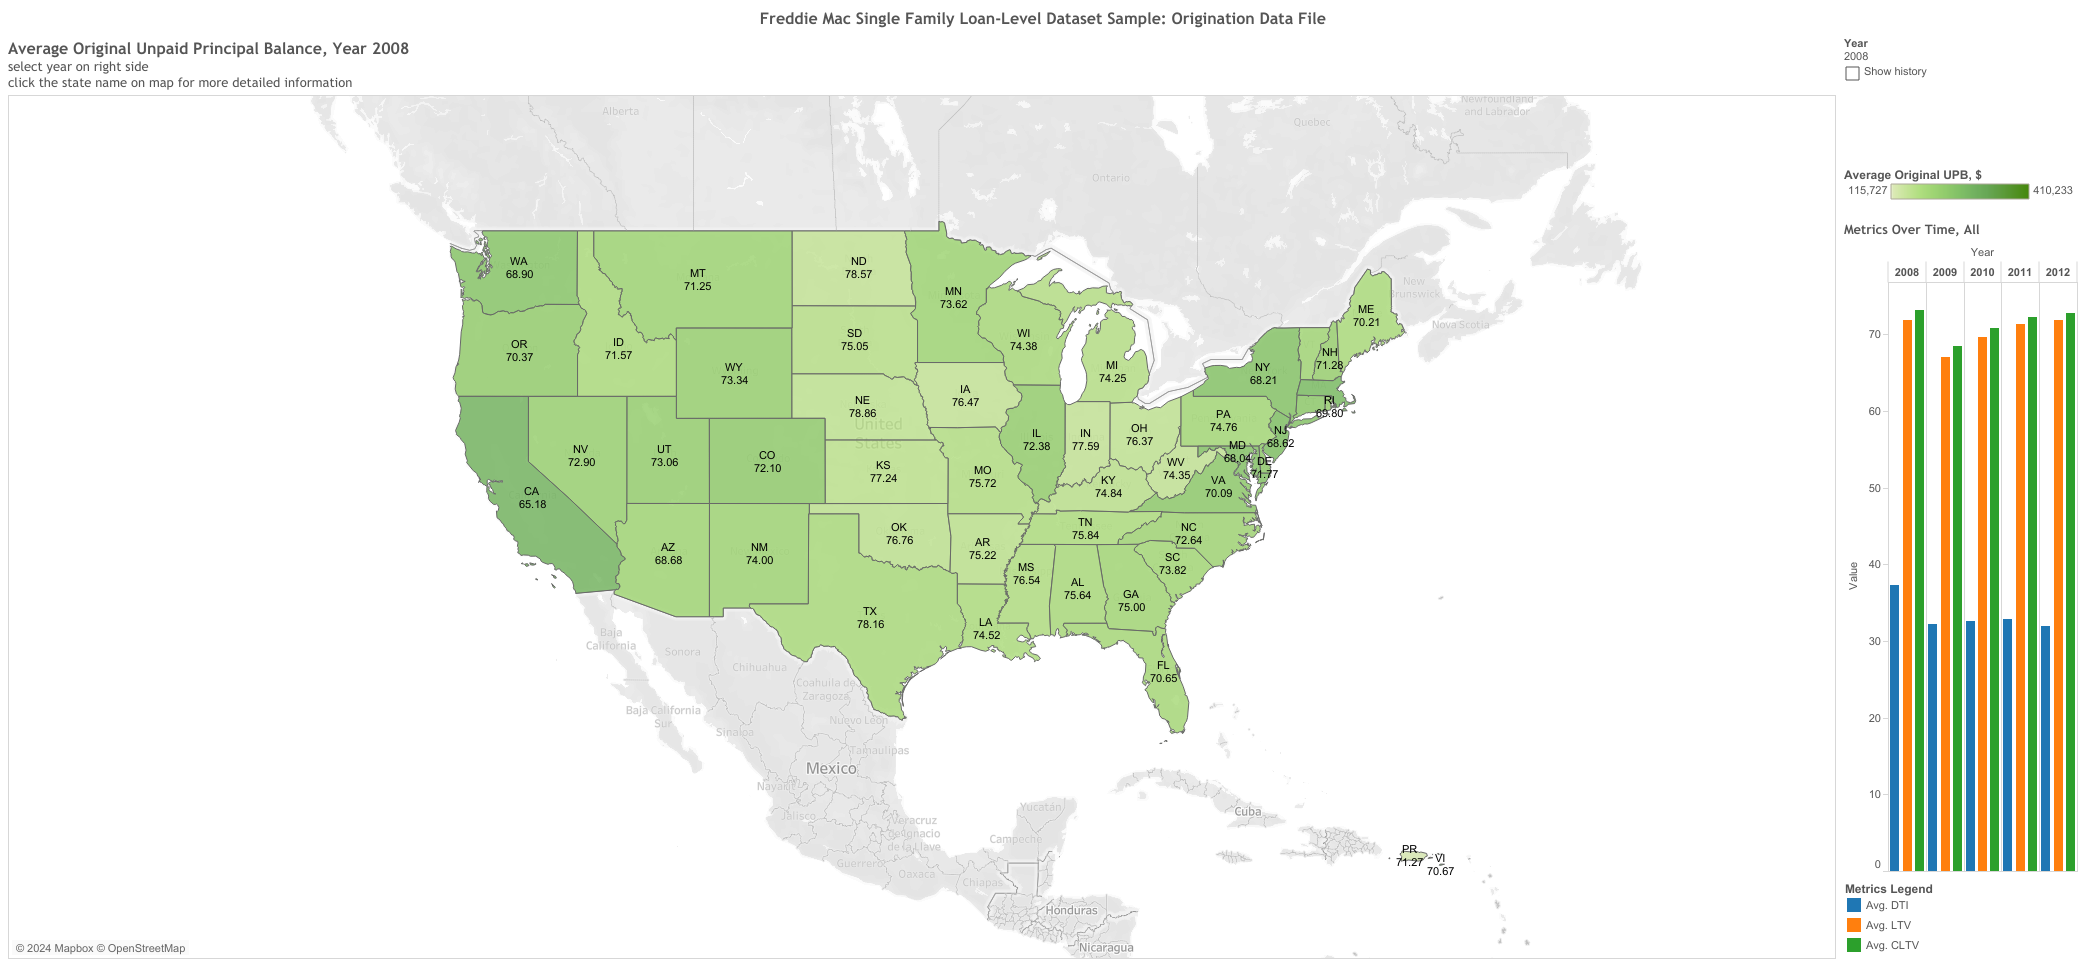 Freddie Mac Single Family Loan-Level Dataset Sample: Origination Data File
Average Original Unpaid Principal Balance, Year 2008
select year on right side
click the state name on map for more detailed information
Year
2008
Show history
Average Original UPB, $
115,727
410,233
Metrics Over Time, All
Year
2008 2009 2010 2011 2012
70
60
50
40
30
20
10
0
Value
Metrics Legend
Avg. DTI
Avg. LTV
Avg. CLTV
Alberta
Ontario
Quebec
Newfoundland
and Labrador
New
Brunswick
Nova Scotia
United
States
WA
68.90
MT
71.25
ND
78.57
MN
73.62
OR
70.37
ID
71.57
WY
73.34
SD
75.05
WI
74.38
MI
74.25
ME
70.21
NH
71.28
NY
68.21
RI
69.80
NE
78.86
IA
76.47
IL
72.38
IN
77.59
OH
76.37
PA
74.76
NJ
68.62
MD
68.04
DE
71.77
NV
72.90
UT
73.06
CO
72.10
KS
77.24
MO
75.72
KY
74.84
WV
74.35
VA
70.09
CA
65.18
AZ
68.68
NM
74.00
OK
76.76
AR
75.22
TN
75.84
NC
72.64
SC
73.82
MS
76.54
AL
75.64
GA
75.00
TX
78.16
LA
74.52
FL
70.65
PR
71.27
VI
70.67
Baja
California
Sonora
Chihuahua
Coahuila de
Zaragoza
Baja California
Sur
Nuevo León
Sinaloa
Tamaulipas
Mexico
Nayarit
Jalisco
Veracruz
de Ignacio
de la Llave
Yucatán
Campeche
Guerrero
Oaxaca
Chiapas
Cuba
Honduras
Nicaragua
© 2024 Mapbox © OpenStreetMap